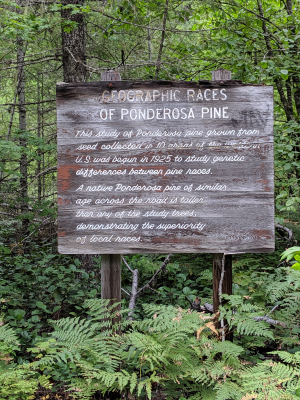 GEOGRAPHIC RACES
OF PONDEROSA PINE
This study of Ponderosa pine grown from
seed collected in 10 areas of the
U.S. was begun in 1925 to study genetic
differences between pine races.
A native Ponderosa pine of similar
age across the road is taller
than any of the study trees,
demonstrating the superiority
of local races.